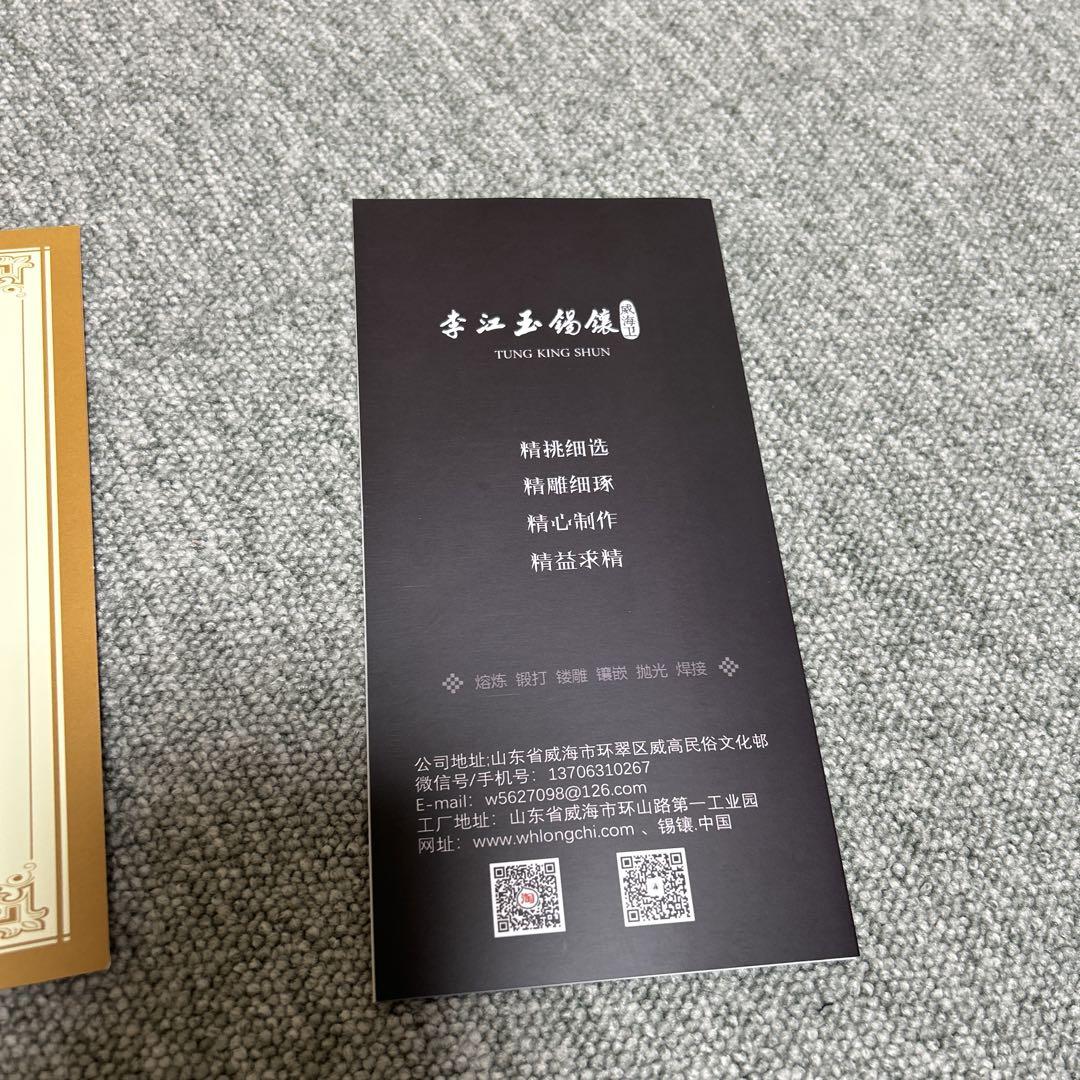 李江玉锡镶
威海卫
TUNG KING SHUN
精挑细选
精雕细琢
精心制作
精益求精
熔炼 锻打 镂雕 镶嵌 抛光 焊接
公司地址:山东省威海市环翠区威高民俗文化邨
微信号/手机号：13706310267
E-mail：w5627098@126.com
工厂地址：山东省威海市环山路第一工业园
网址：www.whlongchi.com 、锡镶.中国
淘